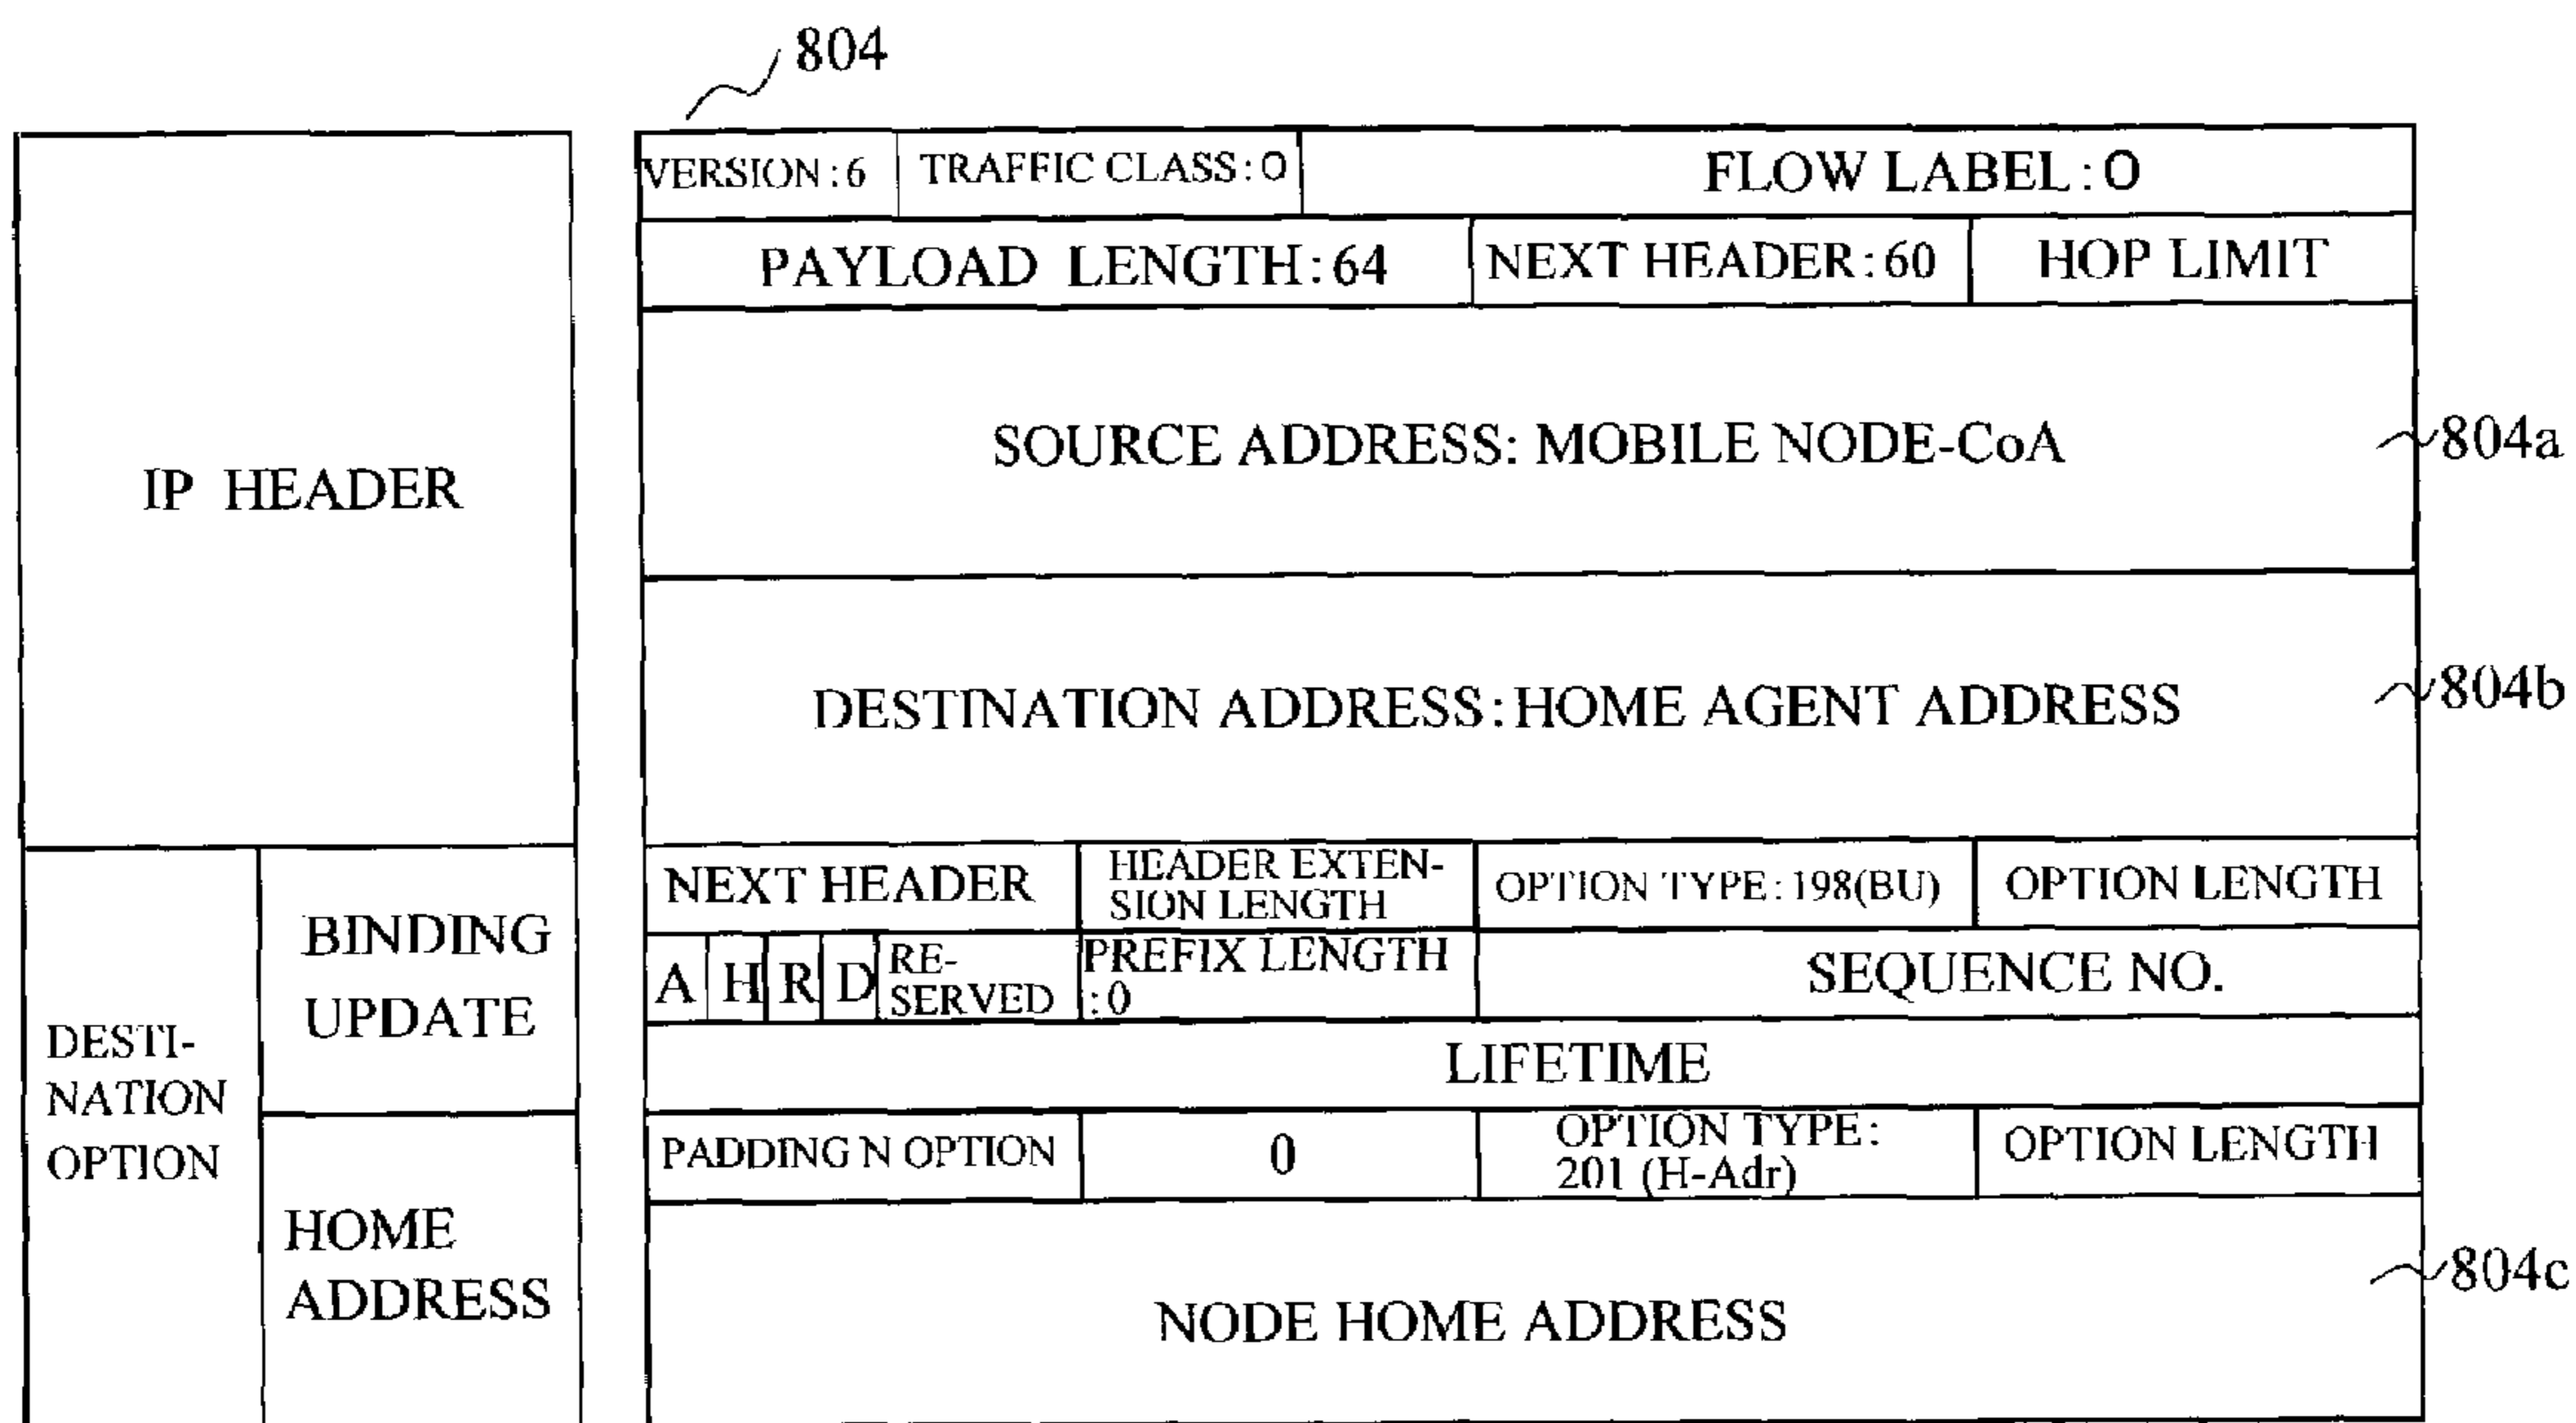 804
IP HEADER
DESTI-
NATION
OPTION
BINDING
UPDATE
HOME
ADDRESS
VERSION:6 TRAFFIC CLASS:0 FLOW LABEL:0
PAYLOAD LENGTH:64 NEXT HEADER:60 HOP LIMIT
SOURCE ADDRESS: MOBILE NODE-CoA 804a
DESTINATION ADDRESS:HOME AGENT ADDRESS 804b
NEXT HEADER
HEADER EXTEN-
SION LENGTH
OPTION TYPE:198(BU) OPTION LENGTH
A H R D
RE-
SERVED
PREFIX LENGTH
:0
SEQUENCE NO.
LIFETIME
PADDING N OPTION 0
OPTION TYPE:
201 (H-Adr)
OPTION LENGTH
NODE HOME ADDRESS 804c